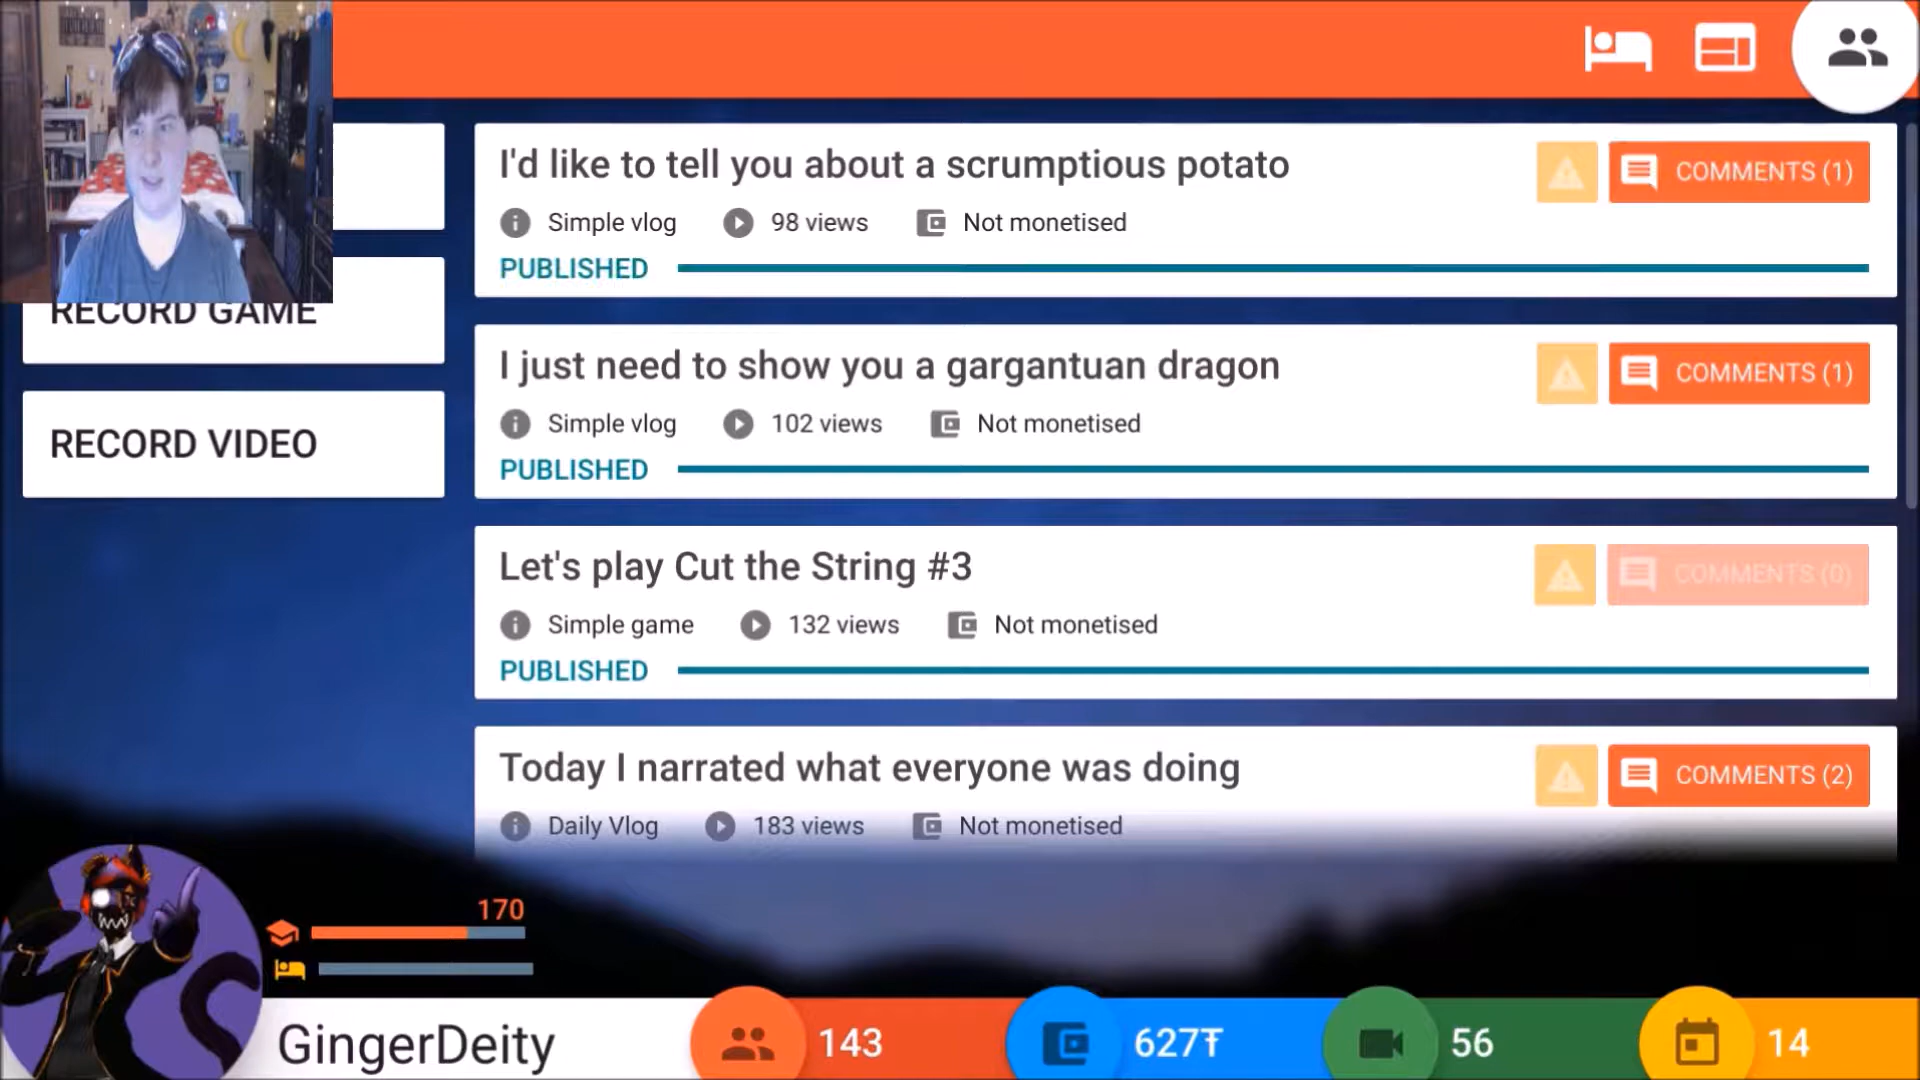 I'd like to tell you about a scrumptious potato
COMMENTS (1)
Simple vlog 98 views Not monetised
PUBLISHED
RECORD GAME
I just need to show you a gargantuan dragon
COMMENTS (1)
Simple vlog 102 views Not monetised
PUBLISHED
RECORD VIDEO
Let's play Cut the String #3
COMMENTS (0)
Simple game 132 views Not monetised
PUBLISHED
Today I narrated what everyone was doing
COMMENTS (2)
Daily Vlog 183 views Not monetised
170
GingerDeity
143
627Ŧ
56
14